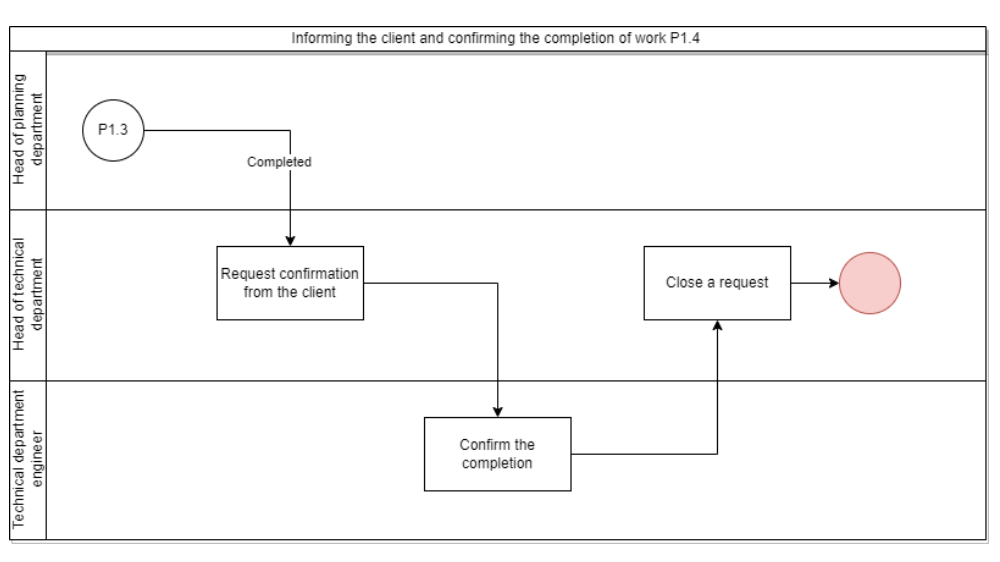 Informing the client and confirming the completion of work P1.4
Head of planning
department
P1.3
Completed
Head of technical
department
Request confirmation
from the client
Close a request
Technical department
engineer
Confirm the
completion